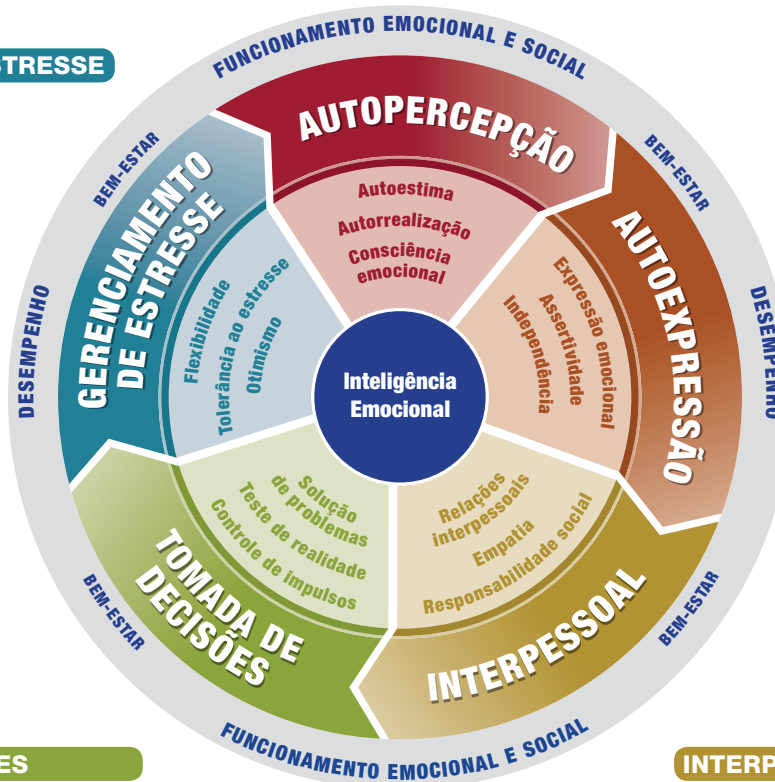 STRESSE
FUNCIONAMENTO EMOCIONAL E SOCIAL
BEM-ESTAR
BEM-ESTAR
DESEMPENHO
DESEMPENHO
AUTOPERCEPÇÃO
Autoestima
Autorrealização
Consciência
emocional
AUTOEXPRESSÃO
Expressão emocional
Assertividade
Independência
GERENCIAMENTO
DE ESTRESSE
Flexibilidade
Tolerância ao estresse
Otimismo
Inteligência
Emocional
Solução
de problemas
Teste de realidade
Controle de impulsos
TOMADA DE
DECISÕES
Relações
interpessoais
Empatia
Responsabilidade social
INTERPESSOAL
BEM-ESTAR
BEM-ESTAR
FUNCIONAMENTO EMOCIONAL E SOCIAL
ES
INTERP